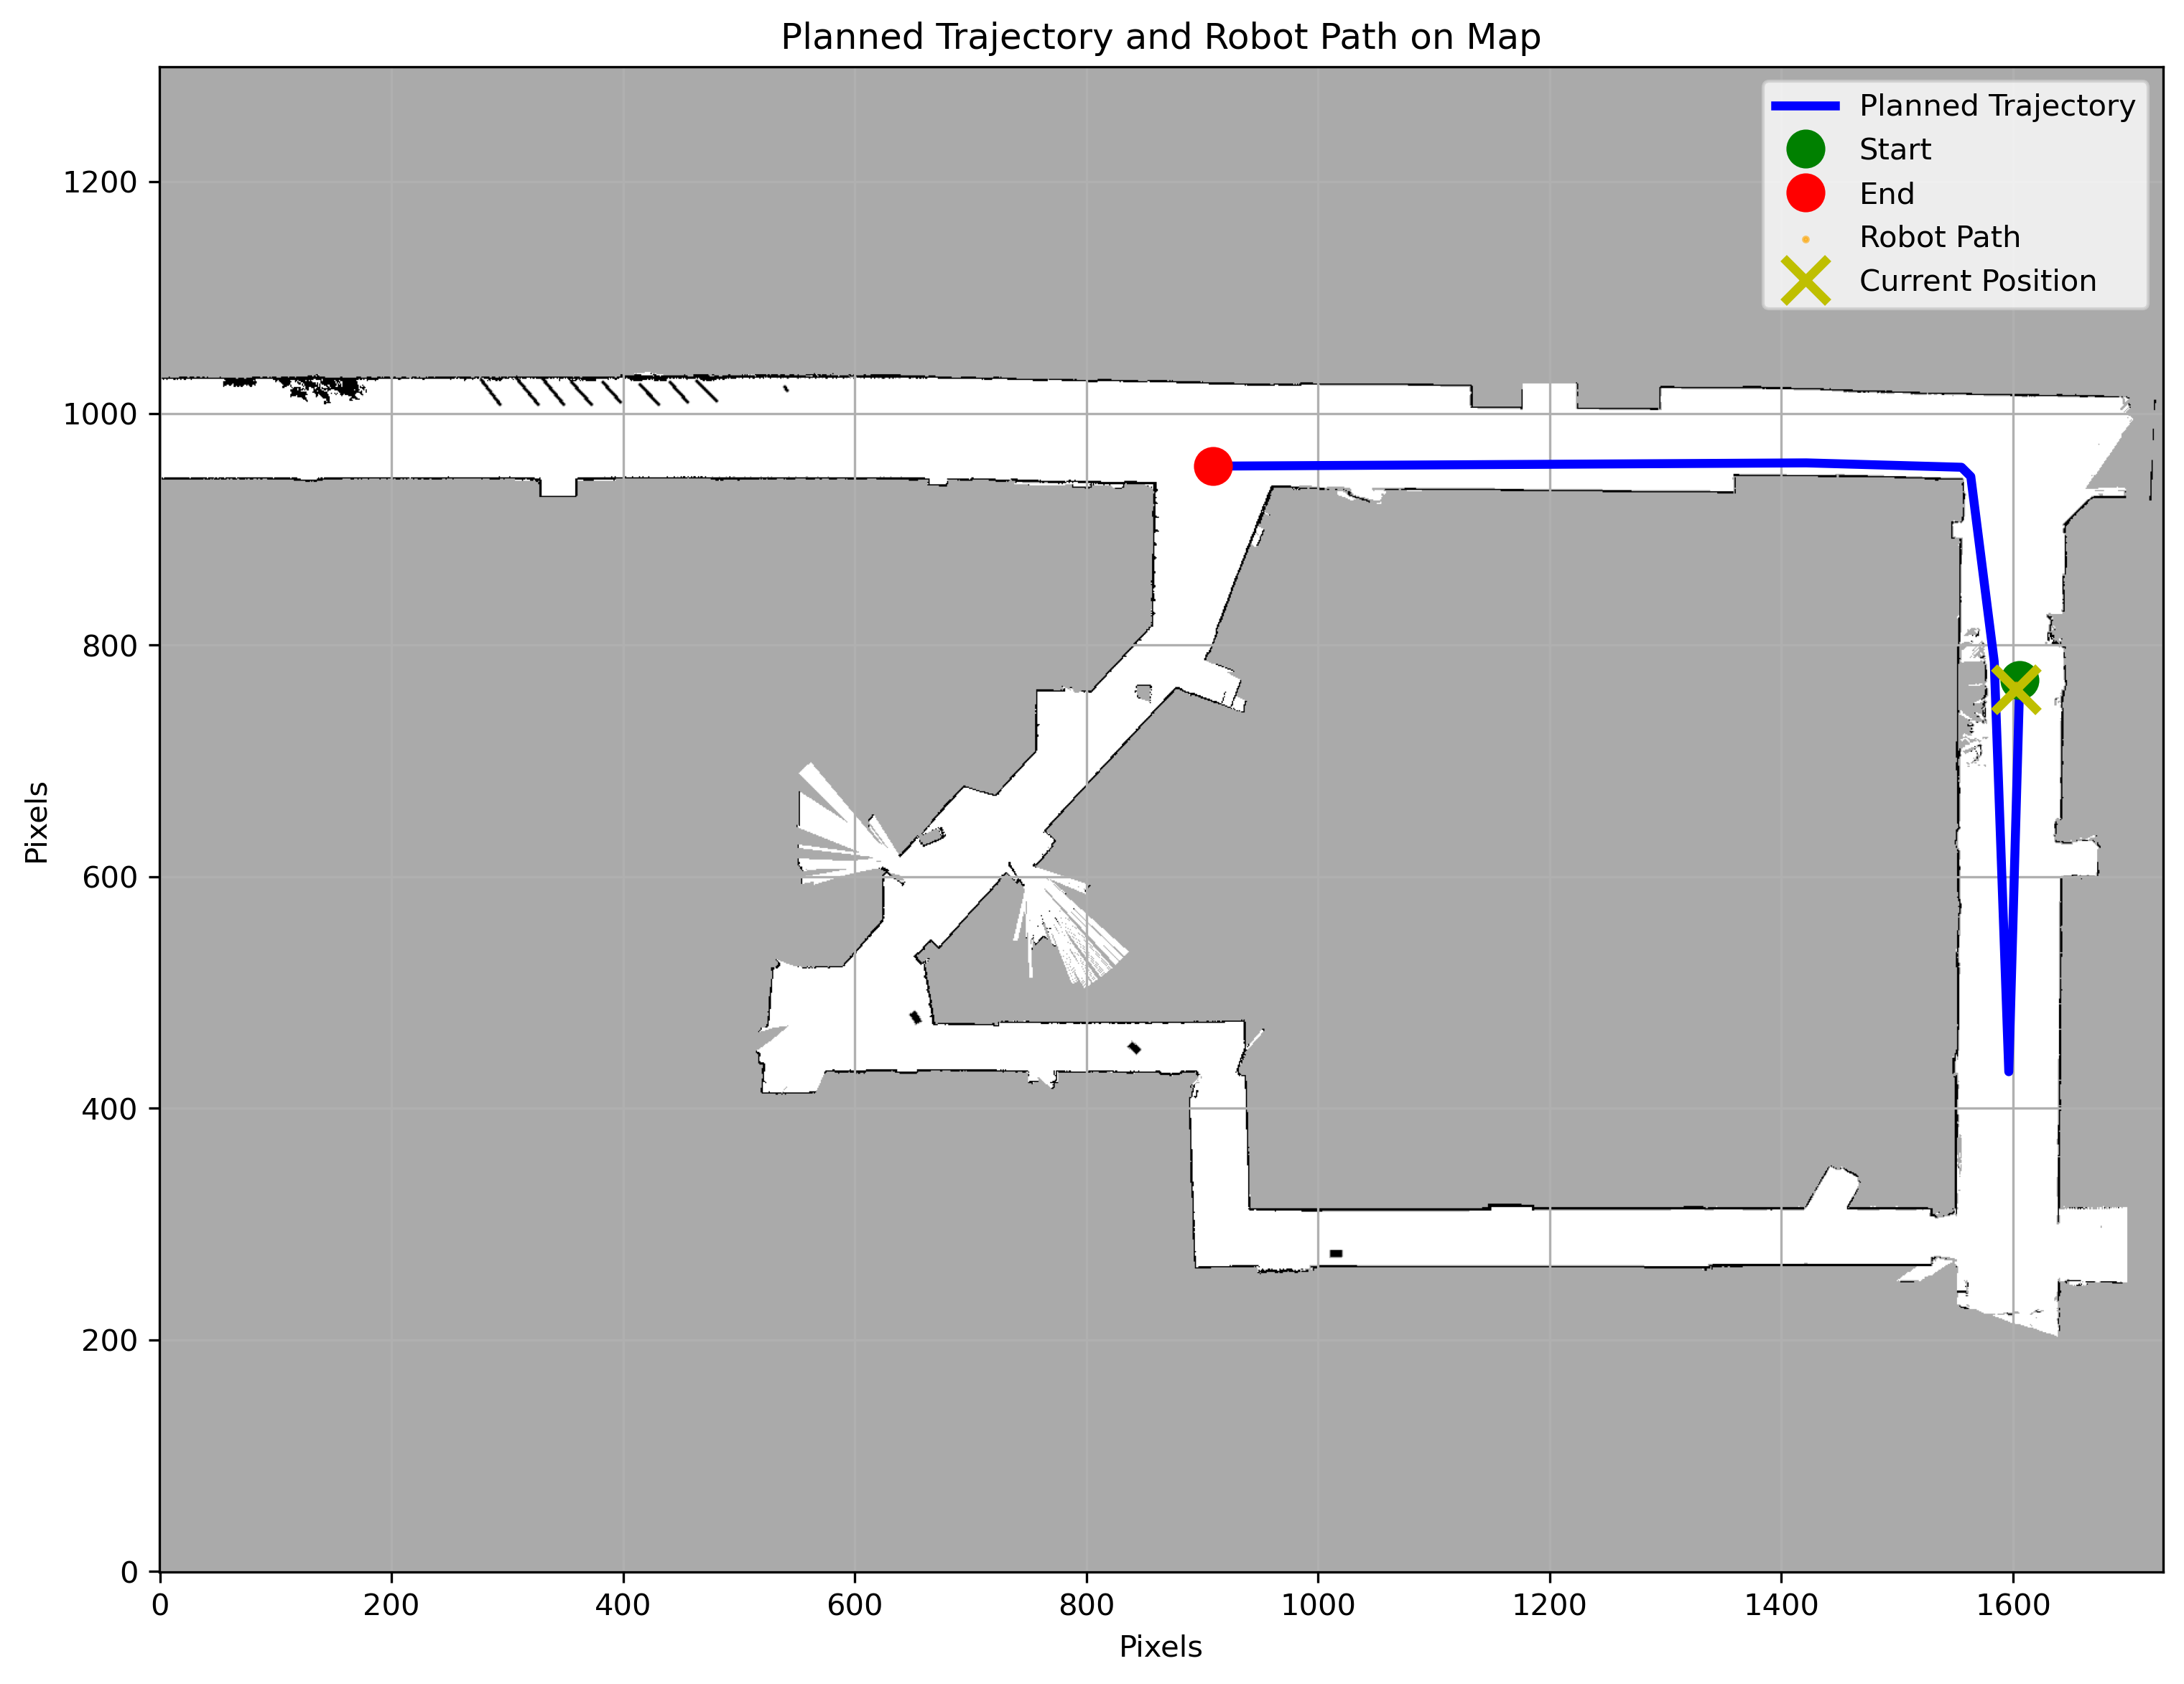 Planned Trajectory and Robot Path on Map
Planned Trajectory
Start
End
Robot Path
Current Position
1200
1000
800
600
400
200
0
Pixels
0 200 400 600 800 1000 1200 1400 1600
Pixels